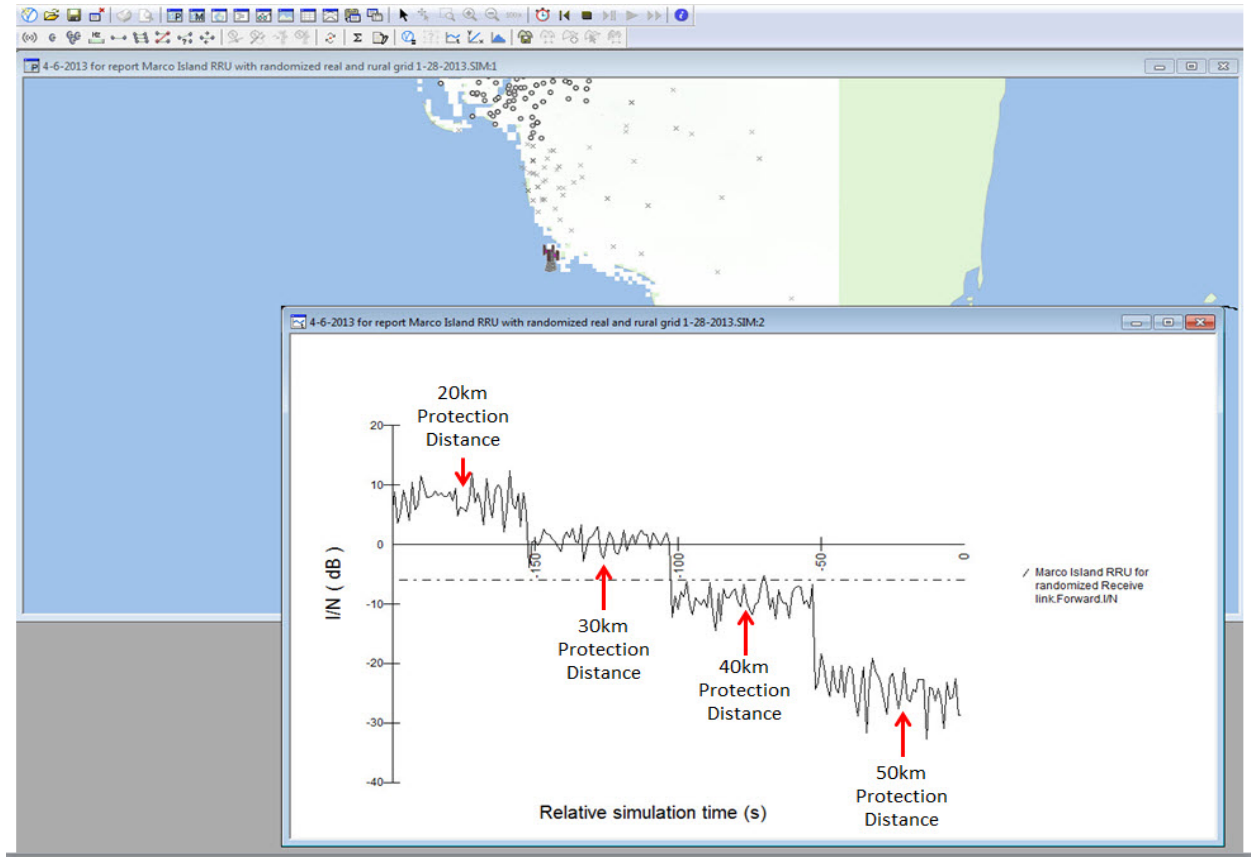 4-6-2013 for report Marco Island RRU with randomized real and rural grid 1-28-2013.SIM:1
4-6-2013 for report Marco Island RRU with randomized real and rural grid 1-28-2013.SIM:2
20km
Protection
Distance
20
10
0
-10
-20
-30
-40
I/N ( dB )
-150
-100
-50
0
30km
Protection
Distance
40km
Protection
Distance
50km
Protection
Distance
Marco Island RRU for
randomized Receive
link.Forward.I/N
Relative simulation time (s)